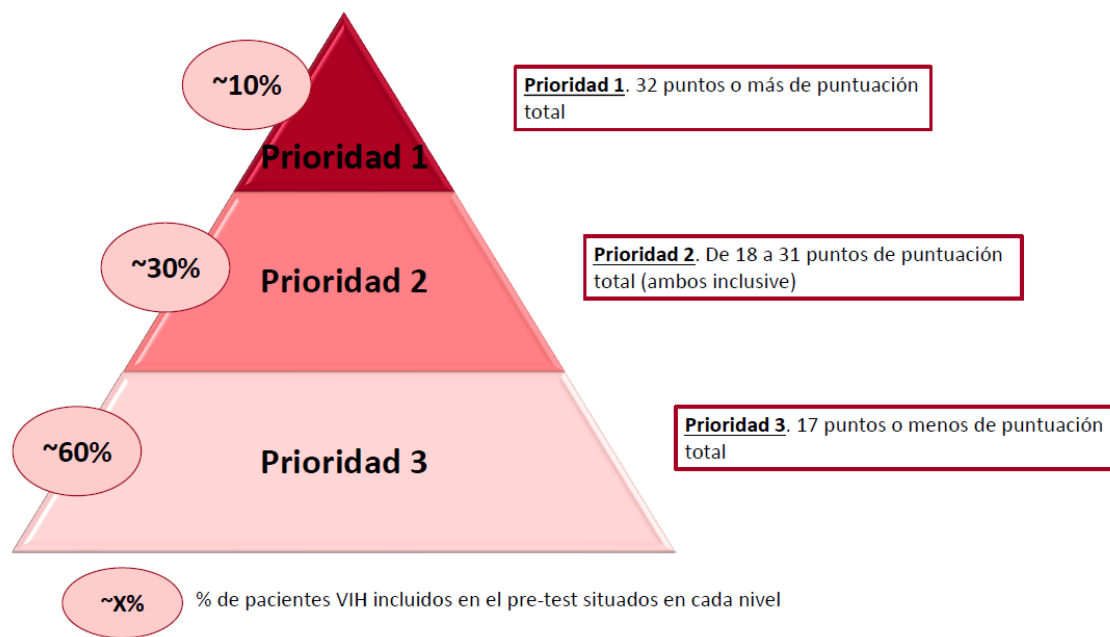 ~10%
Prioridad 1
Prioridad 1. 32 puntos o más de puntuación
total
~30%
Prioridad 2
Prioridad 2. De 18 a 31 puntos de puntuación
total (ambos inclusive)
~60%
Prioridad 3
Prioridad 3. 17 puntos o menos de puntuación
total
~X%
% de pacientes VIH incluidos en el pre-test situados en cada nivel